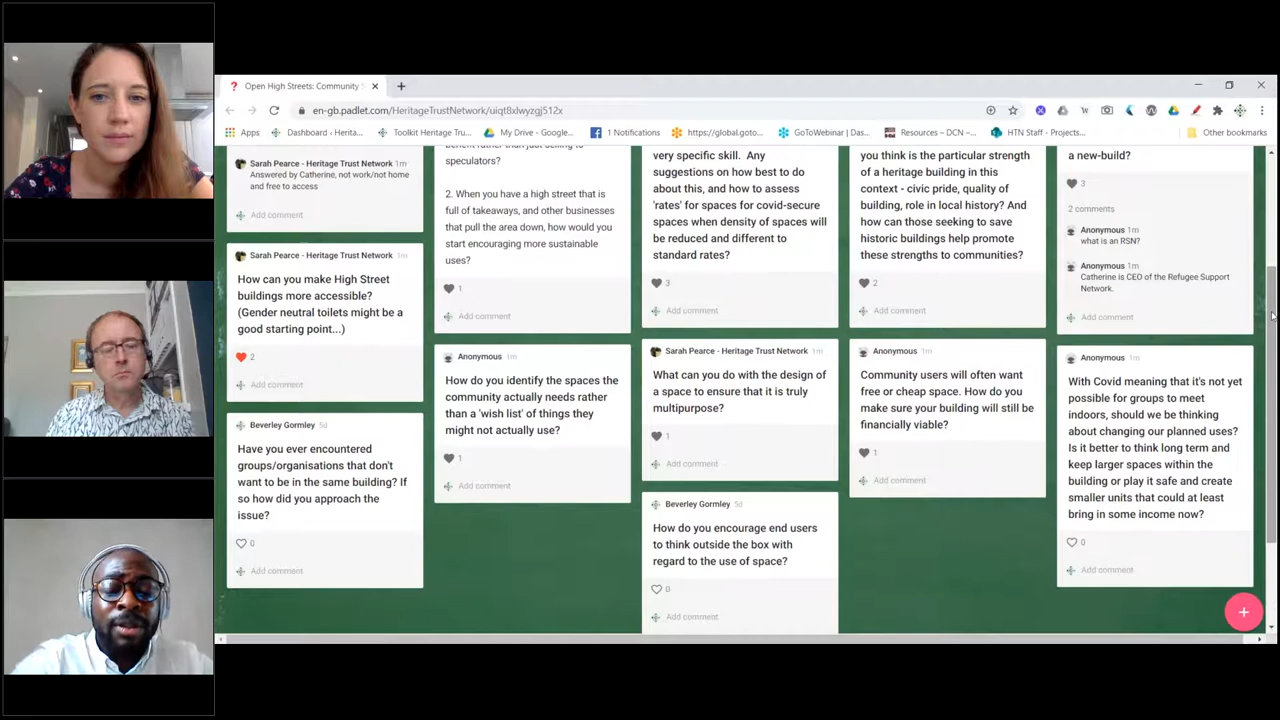 Open High Streets: Community
en-gb.padlet.com/HeritageTrustNetwork/uiqt8xlwyzgj512x
Apps
Dashboard ‹ Herita...
Toolkit Heritage Tru...
My Drive - Google...
1 Notifications
https://global.goto...
GoToWebinar | Das...
Resources – DCN –...
HTN Staff - Projects...
Other bookmarks
Sarah Pearce - Heritage Trust Network 1m
Answered by Catherine, not work/not home
and free to access
Add comment
Sarah Pearce - Heritage Trust Network 1m
How can you make High Street
buildings more accessible?
(Gender neutral toilets might be a
good starting point...)
2
Add comment
Beverley Gormley 5d
Have you ever encountered
groups/organisations that don't
want to be in the same building? If
so how did you approach the
issue?
0
Add comment
benefit rather than just selling to
speculators?
2. When you have a high street that is
full of takeaways, and other businesses
that pull the area down, how would you
start encouraging more sustainable
uses?
1
Add comment
Anonymous 1m
How do you identify the spaces the
community actually needs rather
than a 'wish list' of things they
might not actually use?
1
Add comment
very specific skill. Any
suggestions on how best to do
about this, and how to assess
'rates' for spaces for covid-secure
spaces when density of spaces will
be reduced and different to
standard rates?
3
Add comment
Sarah Pearce - Heritage Trust Network 1m
What can you do with the design of
a space to ensure that it is truly
multipurpose?
1
Add comment
Beverley Gormley 5d
How do you encourage end users
to think outside the box with
regard to the use of space?
0
Add comment
you think is the particular strength
of a heritage building in this
context - civic pride, quality of
building, role in local history? And
how can those seeking to save
historic buildings help promote
these strengths to communities?
2
Add comment
Anonymous 1m
Community users will often want
free or cheap space. How do you
make sure your building will still be
financially viable?
1
Add comment
a new-build?
3
2 comments
Anonymous 1m
what is an RSN?
Anonymous 1m
Catherine is CEO of the Refugee Support
Network.
Add comment
Anonymous 1m
With Covid meaning that it's not yet
possible for groups to meet
indoors, should we be thinking
about changing our planned uses?
Is it better to think long term and
keep larger spaces within the
building or play it safe and create
smaller units that could at least
bring in some income now?
0
Add comment